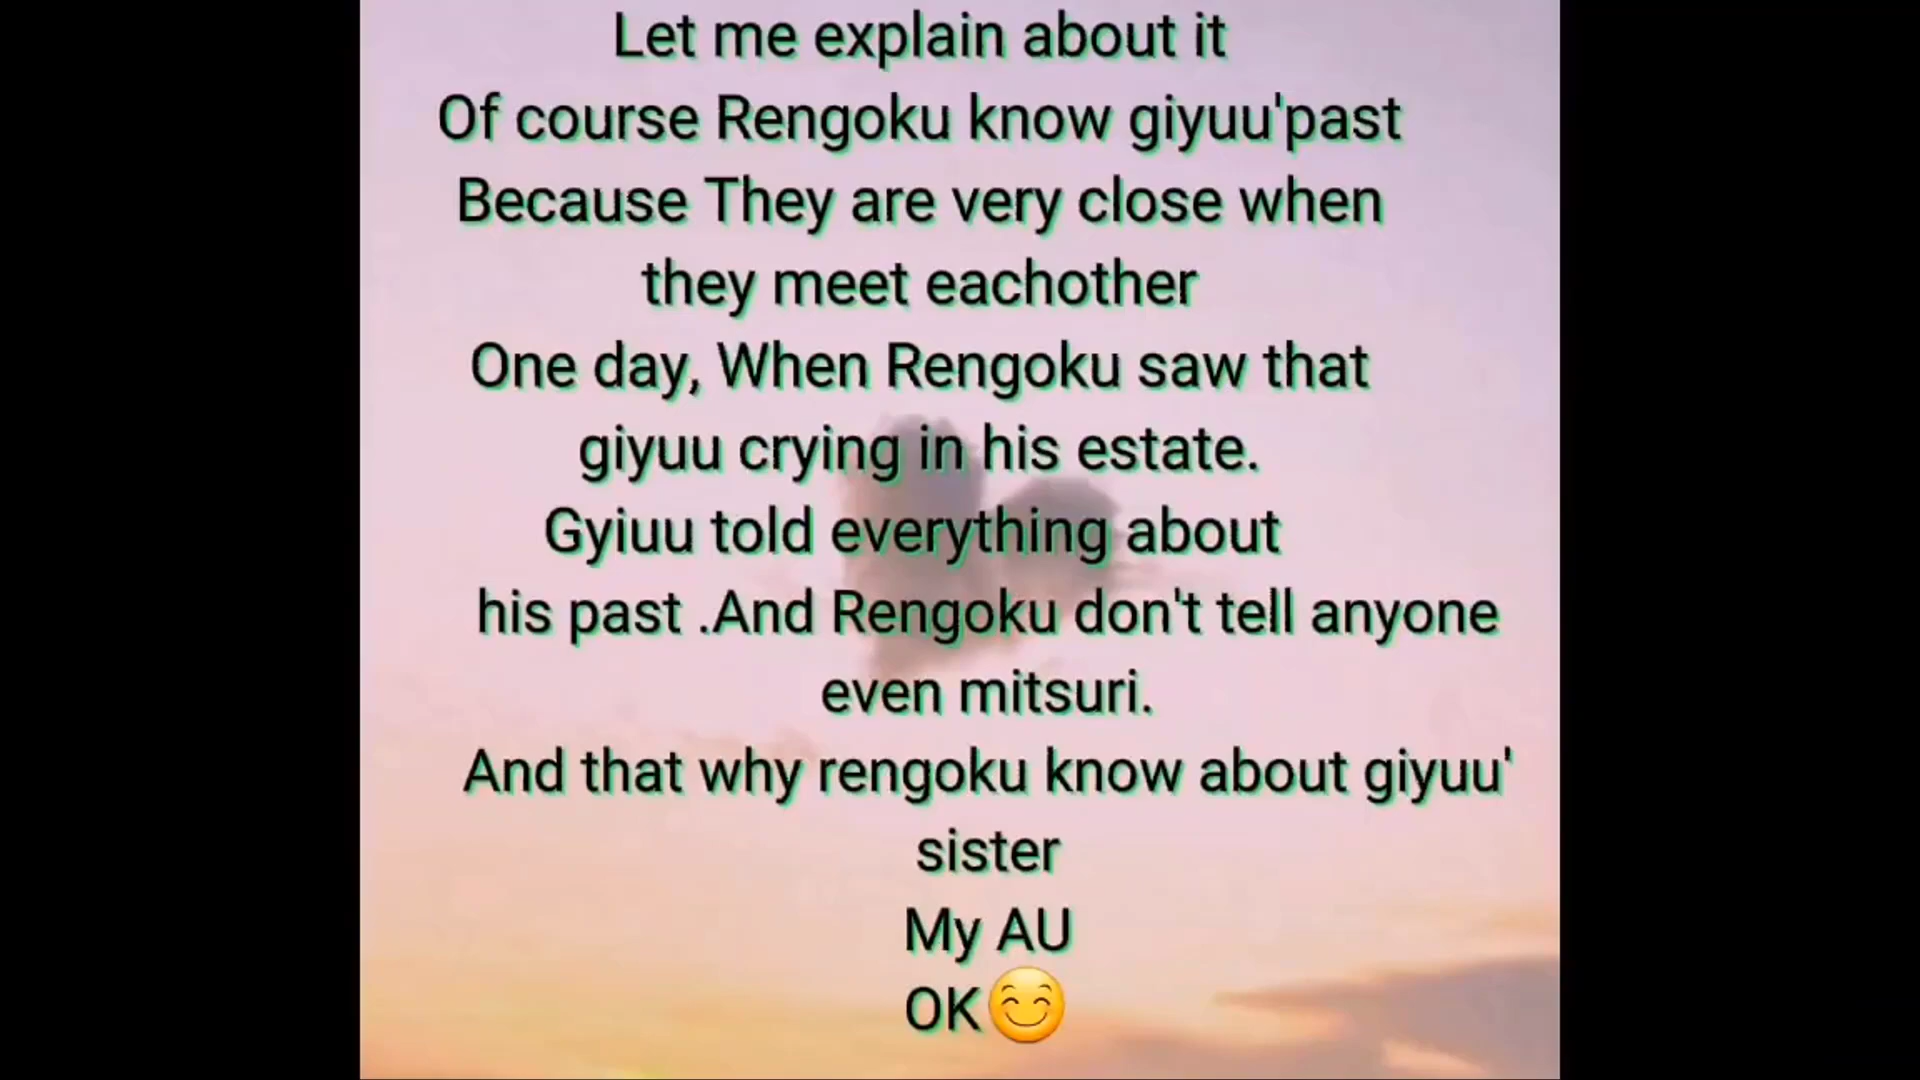 Let me explain about it
Of course Rengoku know giyuu'past
Because They are very close when
they meet eachother
One day, When Rengoku saw that
giyuu crying in his estate.
Gyiuu told everything about
his past .And Rengoku don't tell anyone
even mitsuri.
And that why rengoku know about giyuu'
sister
My AU
OK😊